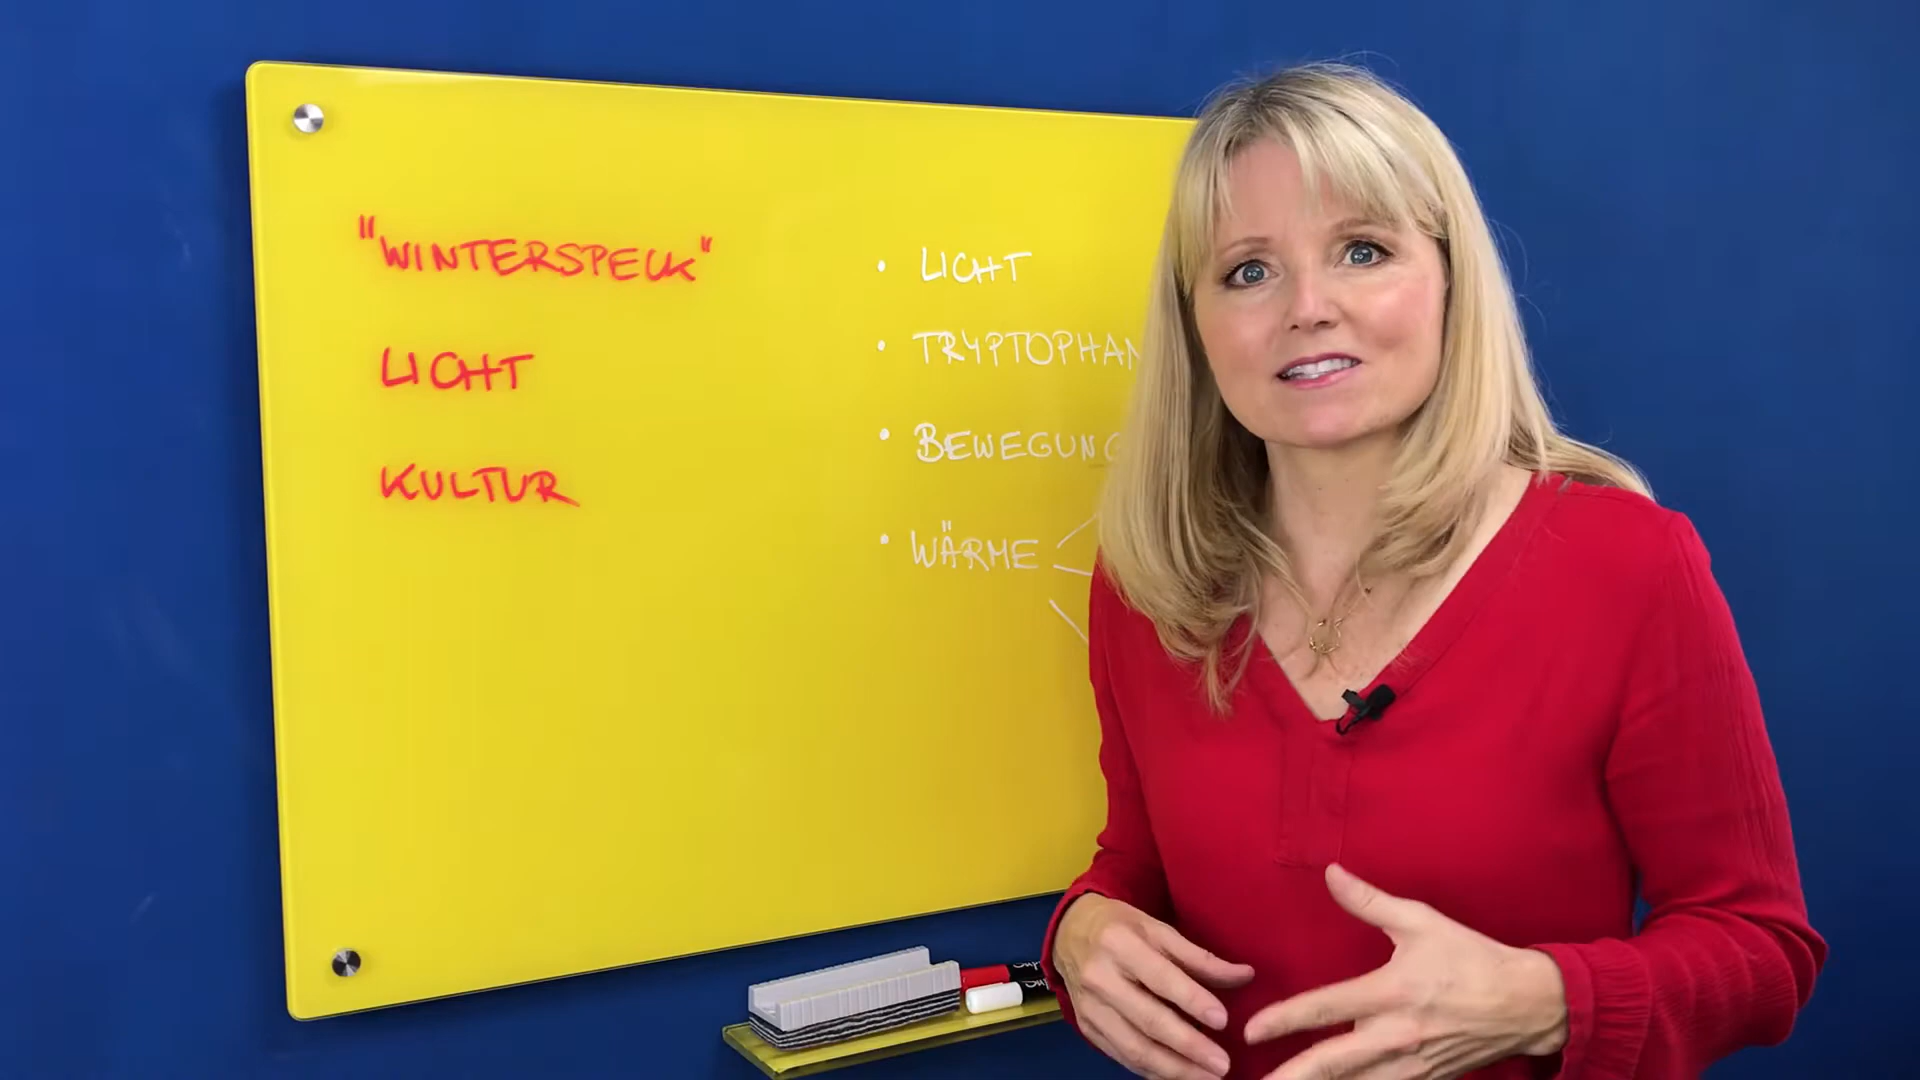 "WINTERSPECK"
LICHT
KULTUR
• LICHT
• TRYPTOPHAN
• BEWEGUNG
• WÄRME